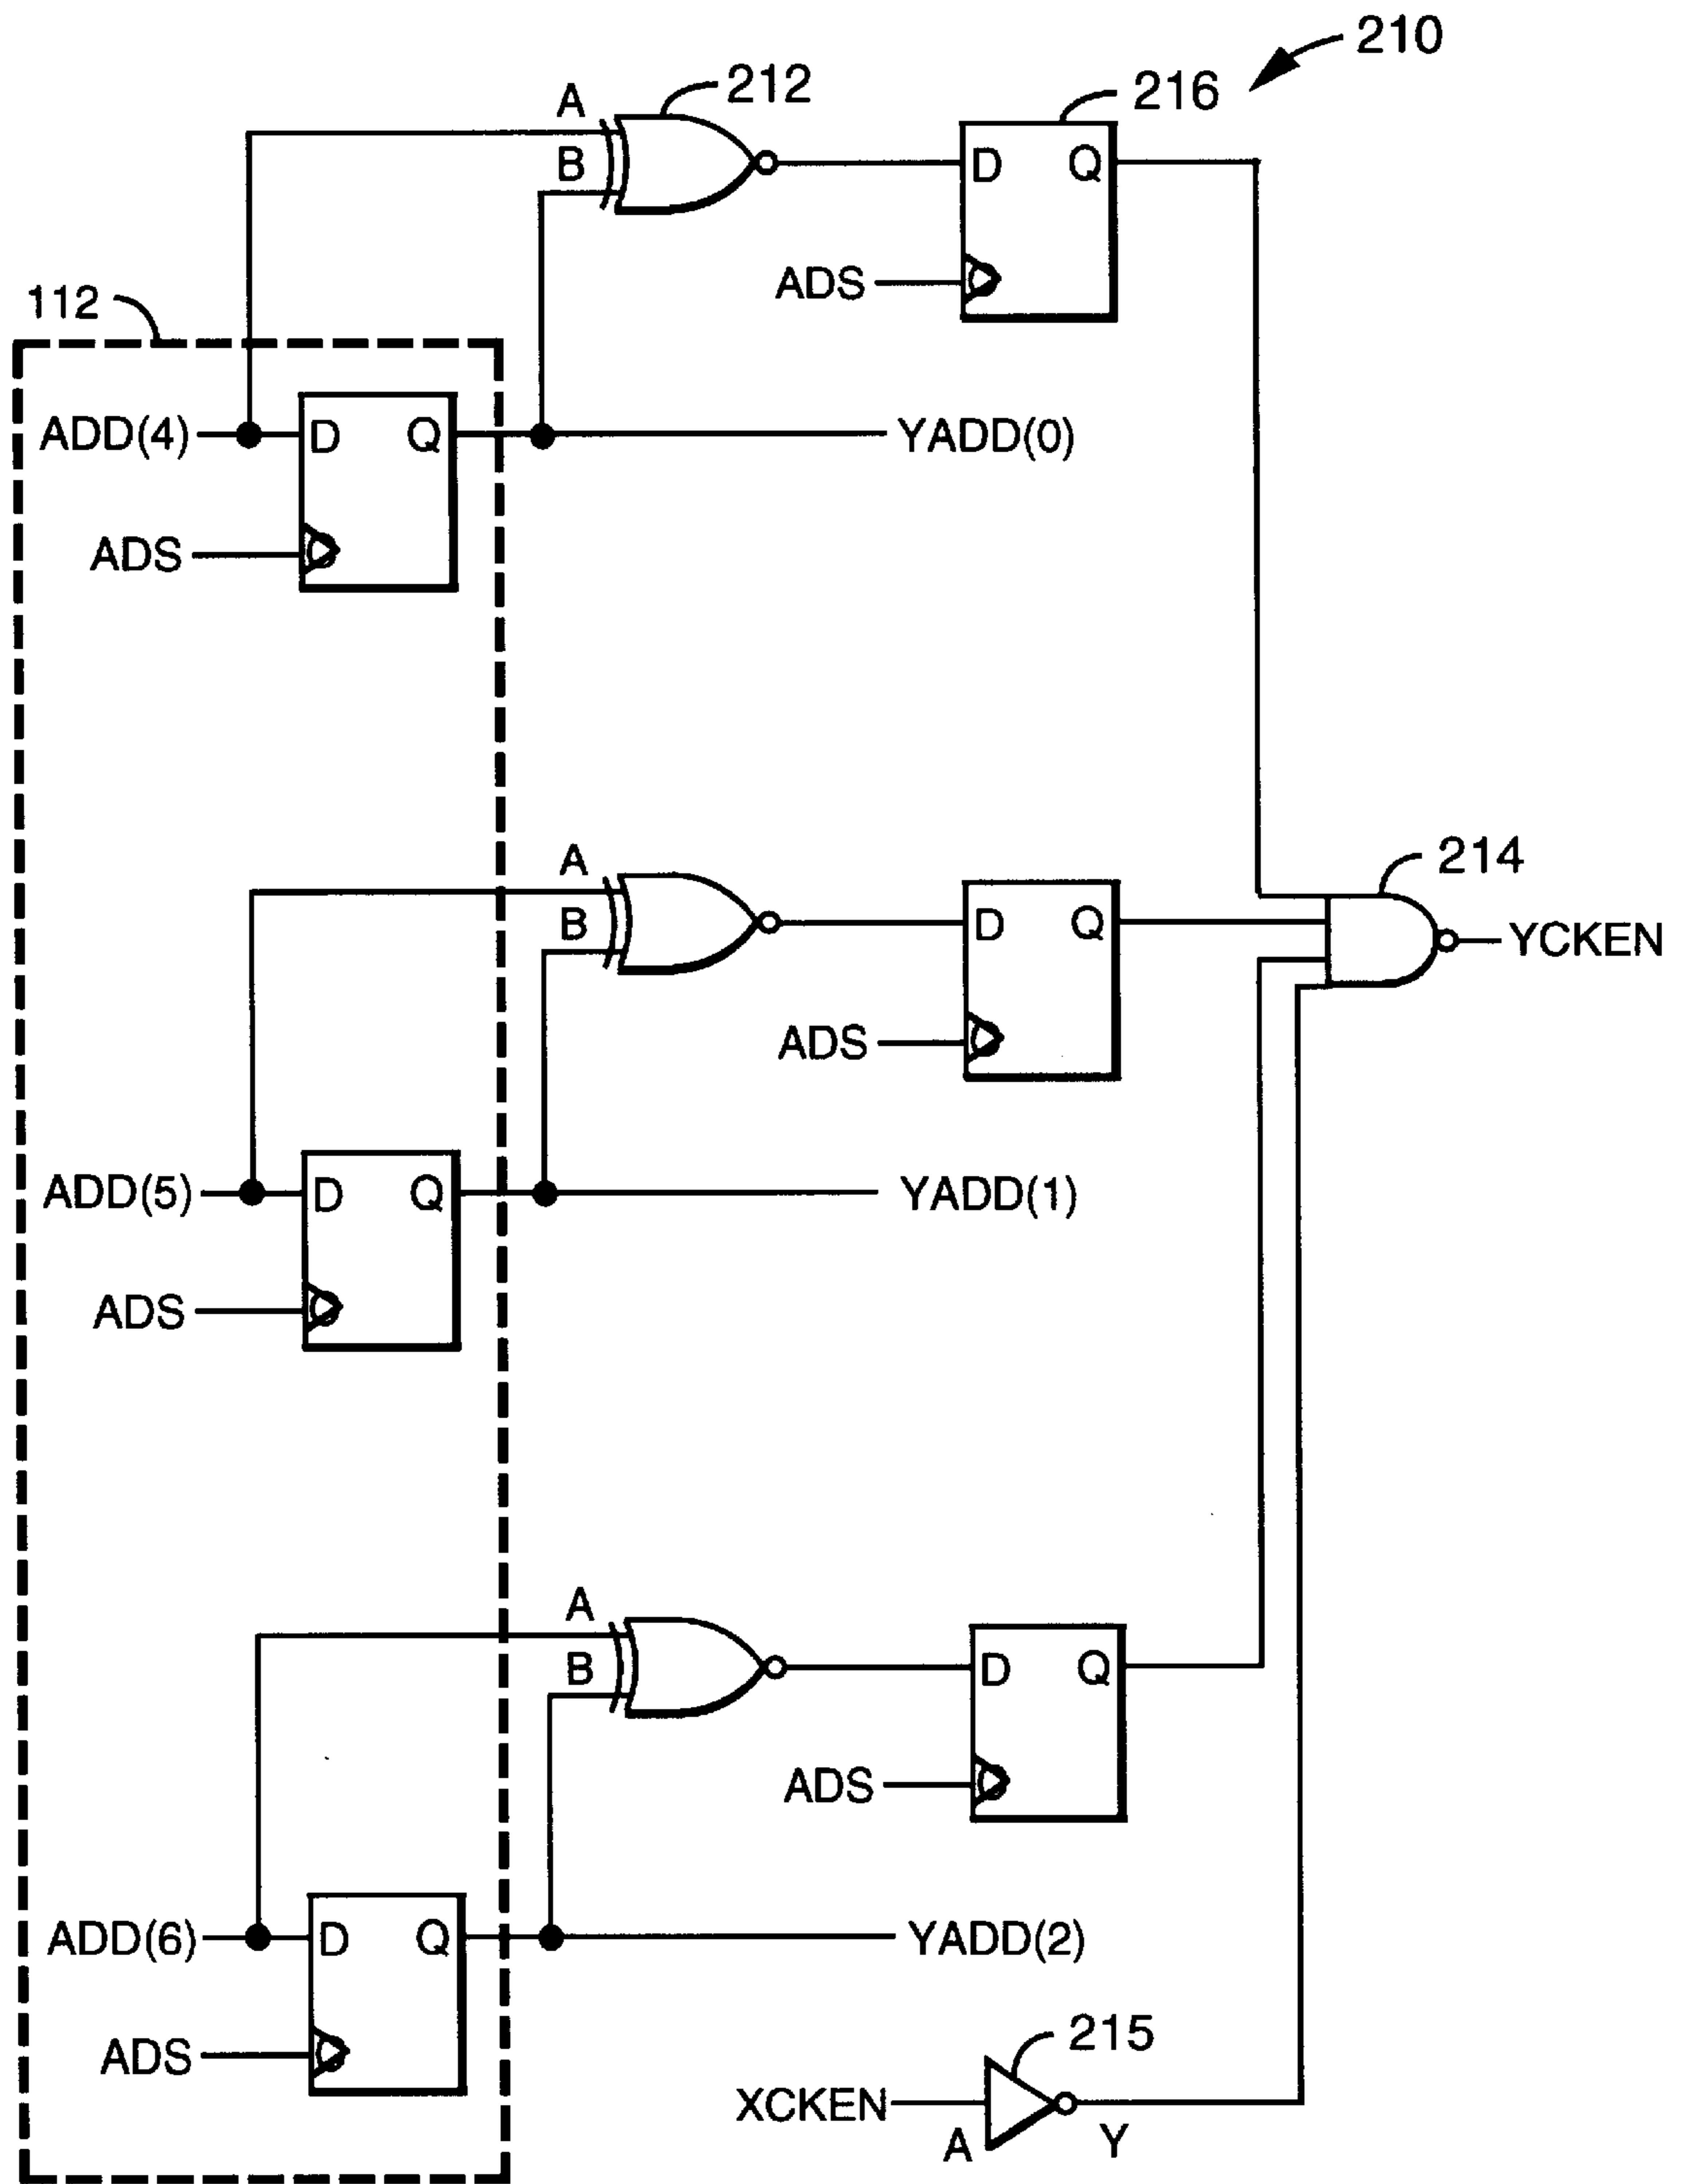 210
212
216
A
B
D Q
ADS
112
ADD(4)
D Q
YADD(0)
ADS
A
B
D Q
214
YCKEN
ADS
ADD(5)
D Q
YADD(1)
ADS
A
B
D Q
ADS
ADD(6)
D Q
YADD(2)
ADS
215
XCKEN
A
Y